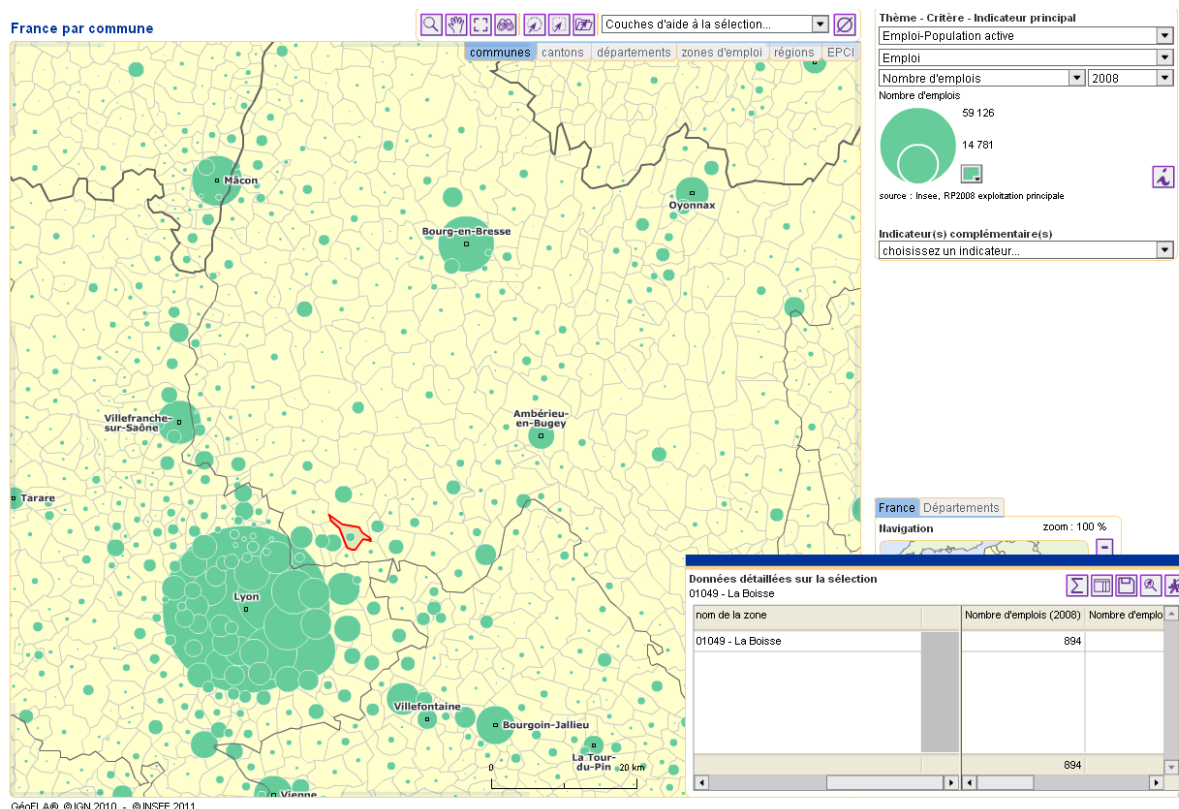 France par commune
Couches d'aide à la sélection...
communes
cantons
départements
zones d'emploi
régions
EPCI
Mâcon
Oyonnax
Bourg-en-Bresse
Villefranche-
sur-Saône
Ambérieu-
en-Bugey
Tarare
Lyon
Villefontaine
Bourgoin-Jallieu
La Tour-
du-Pin
Vienne
0 20 km
GéoFLA® ©IGN 2010 - ©INSEE 2011
Thème - Critère - Indicateur principal
Emploi-Population active
Emploi
Nombre d'emplois
2008
Nombre d'emplois
59 126
14 781
source : Insee, RP2008 exploitation principale
Indicateur(s) complémentaire(s)
choisissez un indicateur...
France
Départements
Navigation
zoom : 100 %
Données détaillées sur la sélection
01049 - La Boisse
nom de la zone
Nombre d'emplois (2008)
Nombre d'emplo
01049 - La Boisse
894
894